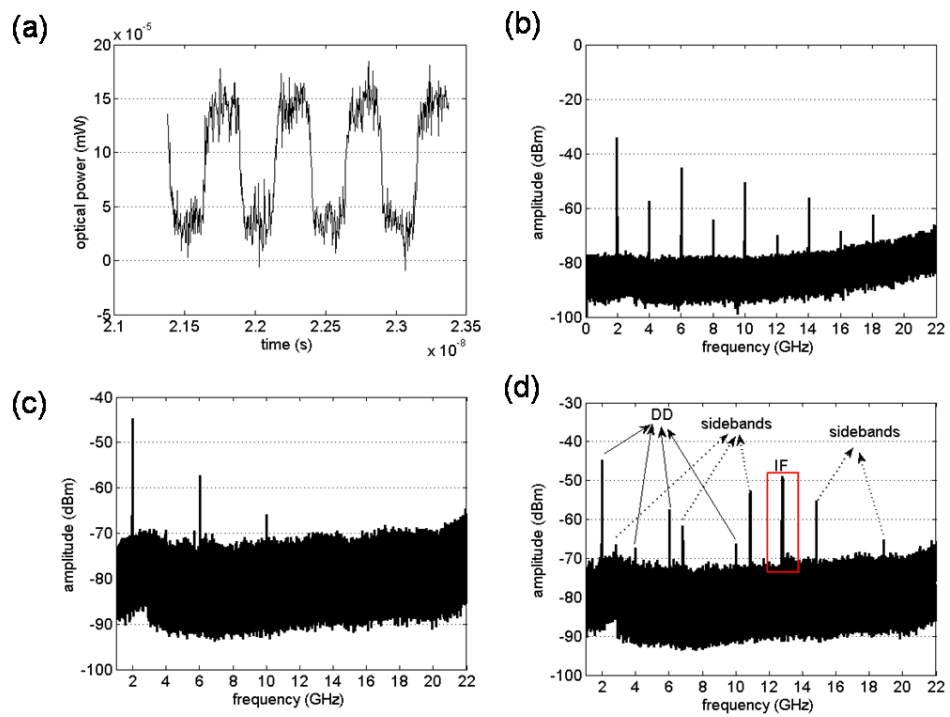 (a)
x 10⁻⁵
20
15
10
5
0
-5
optical power (mW)
2.1 2.15 2.2 2.25 2.3 2.35
time (s)
x 10⁻⁸
(b)
0
-20
-40
-60
-80
-100
amplitude (dBm)
0 2 4 6 8 10 12 14 16 18 20 22
frequency (GHz)
(c)
-40
-50
-60
-70
-80
-90
-100
amplitude (dBm)
2 4 6 8 10 12 14 16 18 20 22
frequency (GHz)
(d)
-30
-40
-50
-60
-70
-80
-90
-100
amplitude (dBm)
DD
sidebands
sidebands
IF
2 4 6 8 10 12 14 16 18 20 22
frequency (GHz)